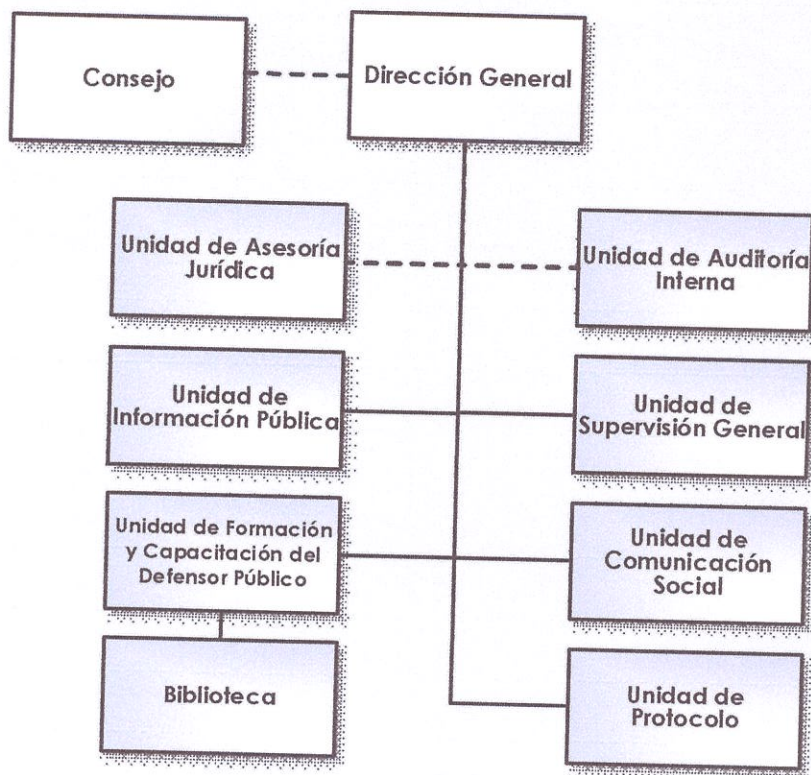 Consejo
Dirección General
Unidad de Asesoría
Jurídica
Unidad de Auditoría
Interna
Unidad de
Información Pública
Unidad de
Supervisión General
Unidad de Formación
y Capacitación del
Defensor Público
Unidad de
Comunicación
Social
Biblioteca
Unidad de
Protocolo